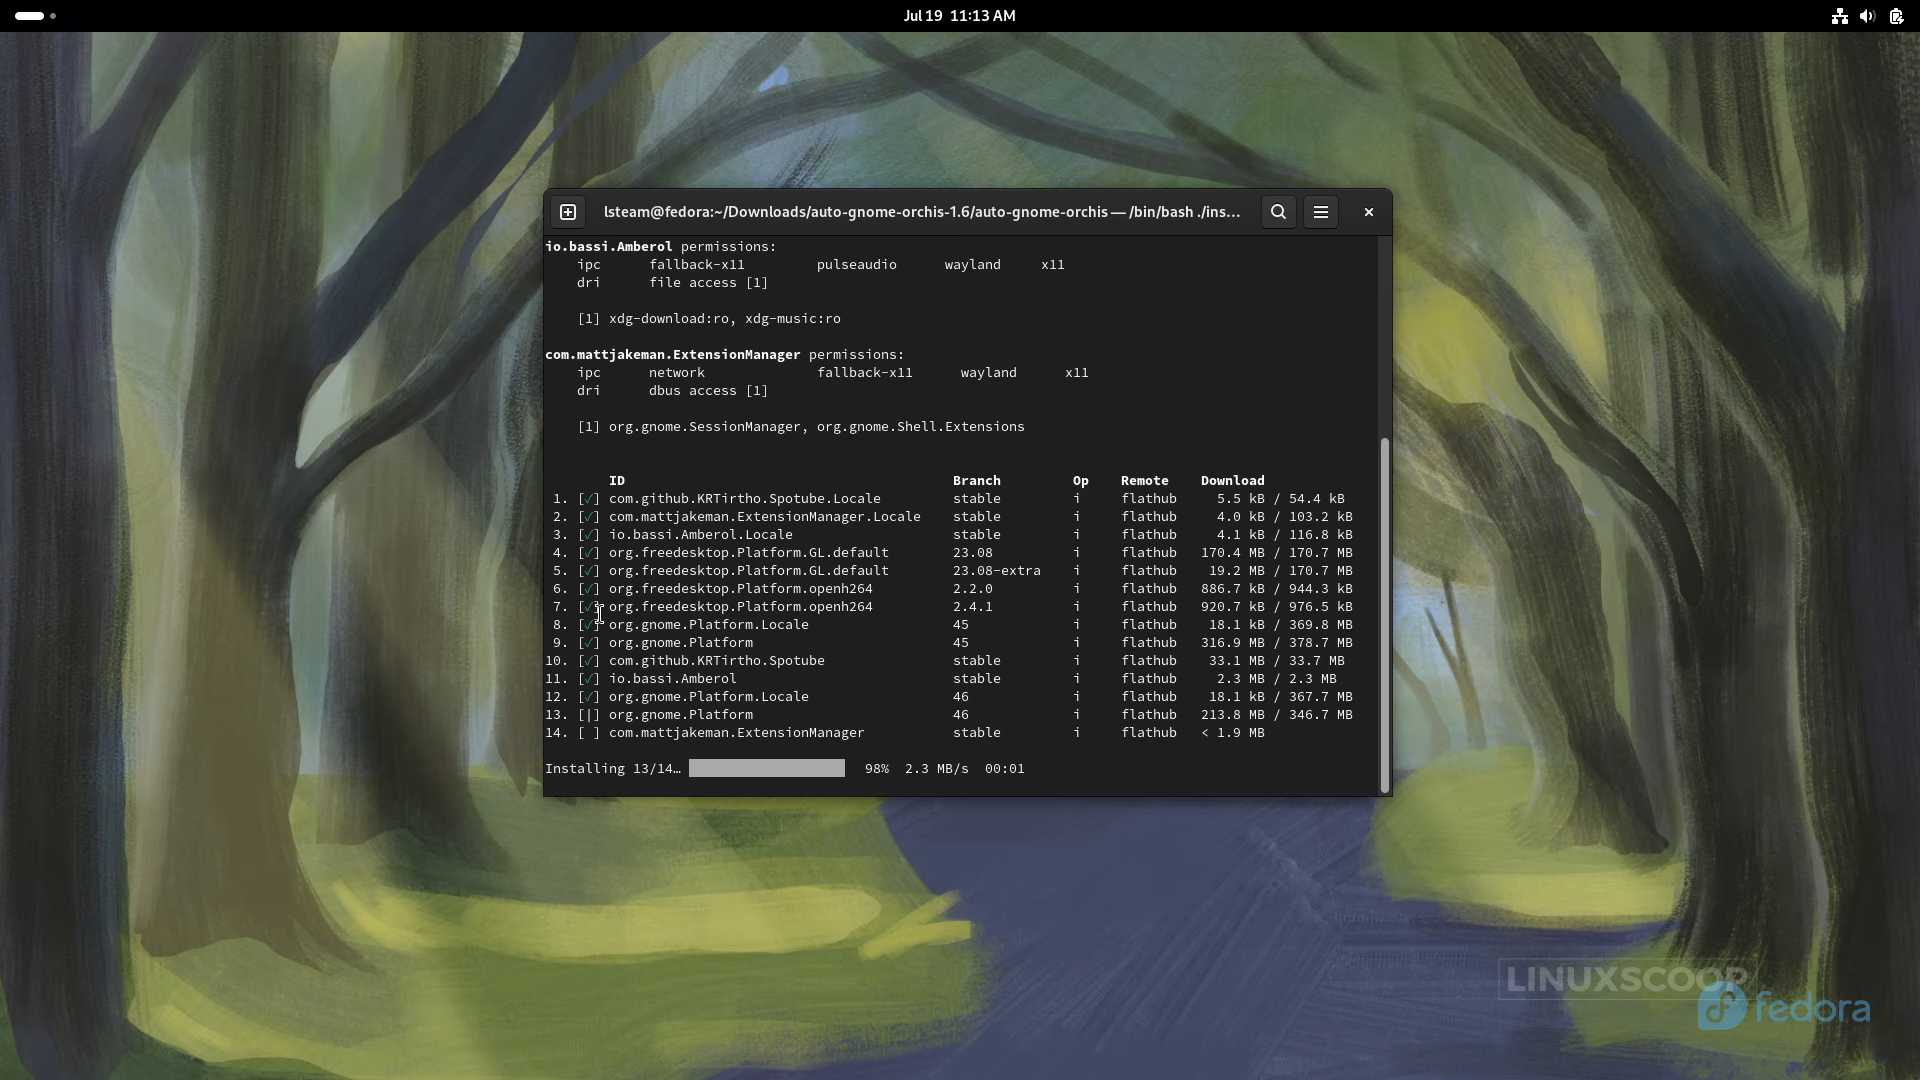 Jul 19 11:13 AM
lsteam@fedora:~/Downloads/auto-gnome-orchis-1.6/auto-gnome-orchis — /bin/bash ./ins…
io.bassi.Amberol permissions:
ipc fallback-x11 pulseaudio wayland x11
dri file access [1]
[1] xdg-download:ro, xdg-music:ro
com.mattjakeman.ExtensionManager permissions:
ipc network fallback-x11 wayland x11
dri dbus access [1]
[1] org.gnome.SessionManager, org.gnome.Shell.Extensions
ID Branch Op Remote Download
1. [✓] com.github.KRTirtho.Spotube.Locale stable i flathub 5.5 kB / 54.4 kB
2. [✓] com.mattjakeman.ExtensionManager.Locale stable i flathub 4.0 kB / 103.2 kB
3. [✓] io.bassi.Amberol.Locale stable i flathub 4.1 kB / 116.8 kB
4. [✓] org.freedesktop.Platform.GL.default 23.08 i flathub 170.4 MB / 170.7 MB
5. [✓] org.freedesktop.Platform.GL.default 23.08-extra i flathub 19.2 MB / 170.7 MB
6. [✓] org.freedesktop.Platform.openh264 2.2.0 i flathub 886.7 kB / 944.3 kB
7. [✓] org.freedesktop.Platform.openh264 2.4.1 i flathub 920.7 kB / 976.5 kB
8. [✓] org.gnome.Platform.Locale 45 i flathub 18.1 kB / 369.8 MB
9. [✓] org.gnome.Platform 45 i flathub 316.9 MB / 378.7 MB
10. [✓] com.github.KRTirtho.Spotube stable i flathub 33.1 MB / 33.7 MB
11. [✓] io.bassi.Amberol stable i flathub 2.3 MB / 2.3 MB
12. [✓] org.gnome.Platform.Locale 46 i flathub 18.1 kB / 367.7 MB
13. [|] org.gnome.Platform 46 i flathub 213.8 MB / 346.7 MB
14. [ ] com.mattjakeman.ExtensionManager stable i flathub < 1.9 MB
Installing 13/14… 98% 2.3 MB/s 00:01
LINUXSCOOP
fedora